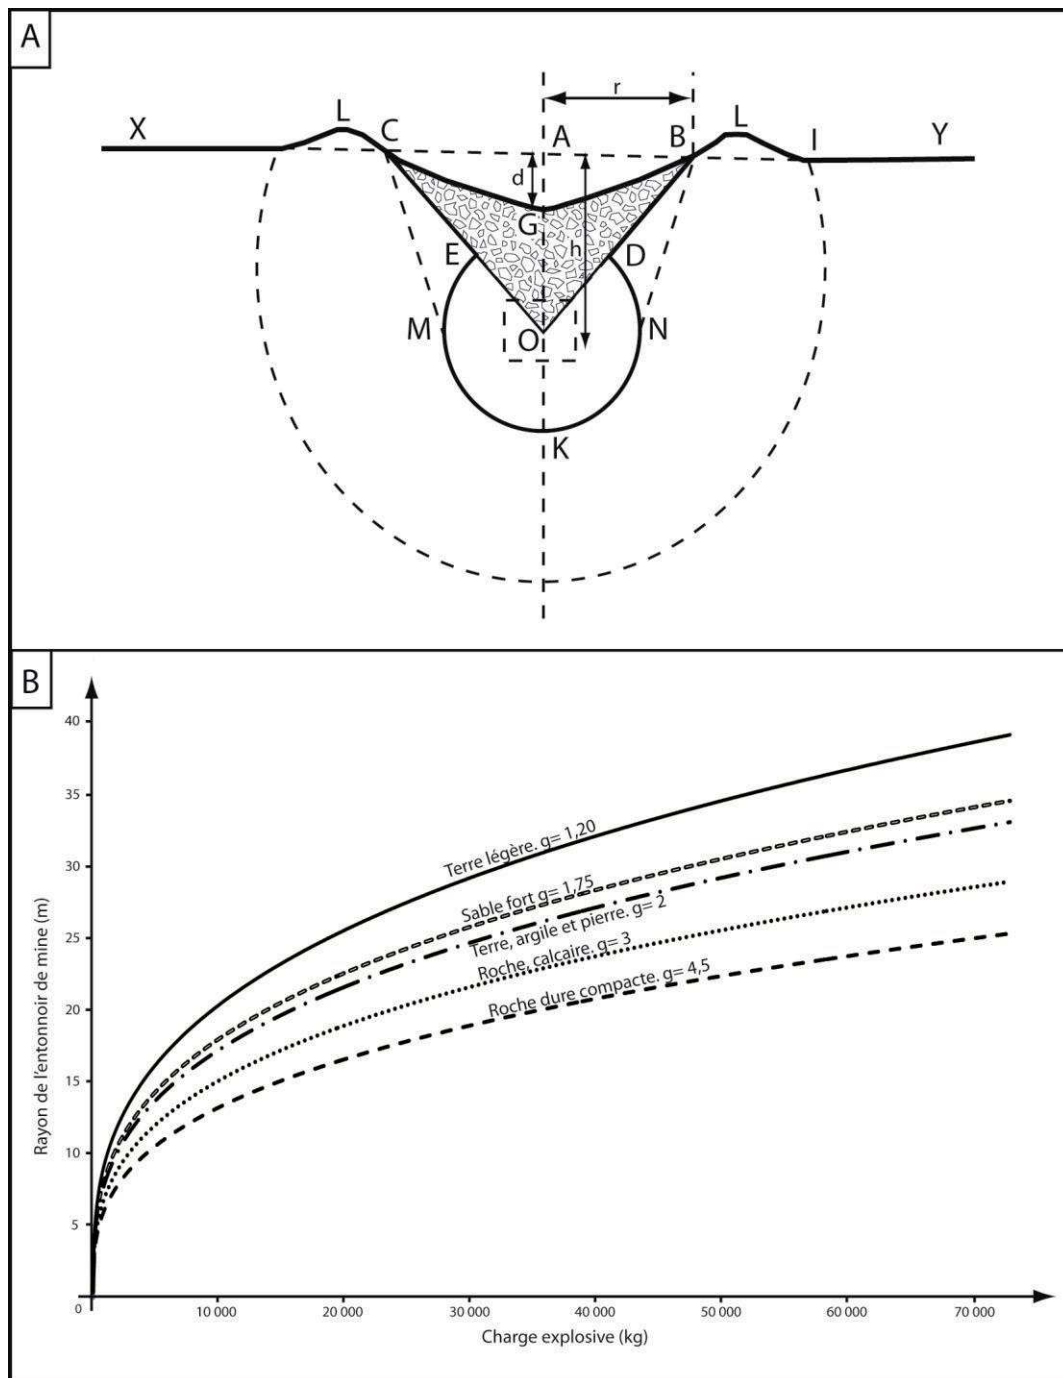 A
r
X
L
C
A
B
L
I
Y
d
G
E
h
D
M
O
N
K
B
40
35
30
25
20
15
10
5
0
Rayon de l'entonnoir de mine (m)
Terre légère. g= 1,20
Sable fort g= 1,75
Terre, argile et pierre. g= 2
Roche, calcaire. g= 3
Roche dure compacte. g= 4,5
10 000 20 000 30 000 40 000 50 000 60 000 70 000
Charge explosive (kg)